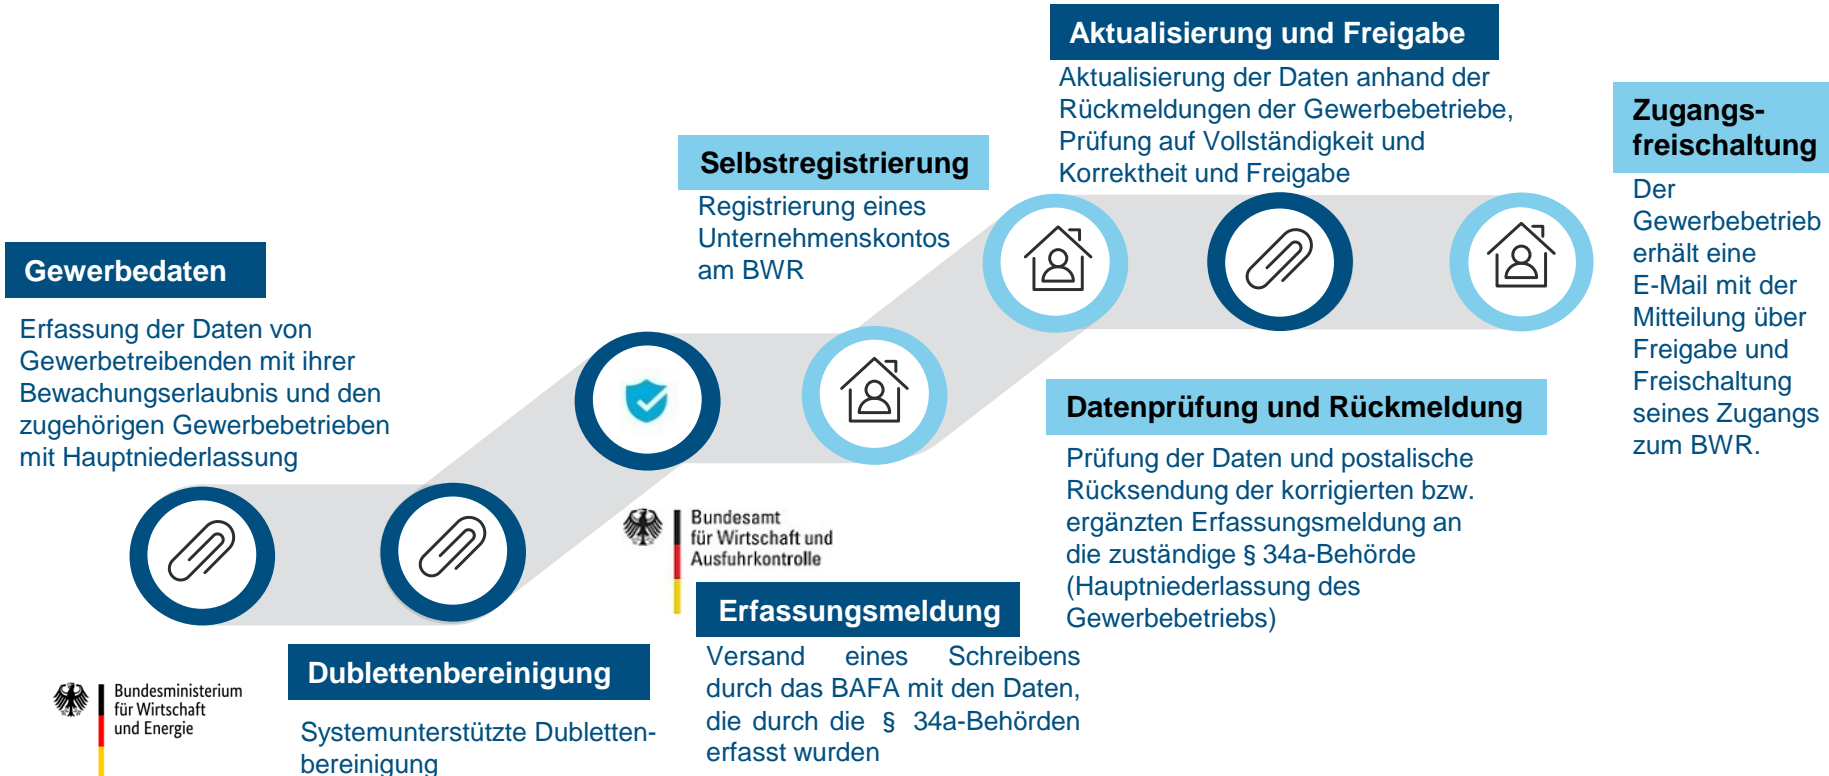 Gewerbedaten
Erfassung der Daten von
Gewerbetreibenden mit ihrer
Bewachungserlaubnis und den
zugehörigen Gewerbebetrieben
mit Hauptniederlassung
Dublettenbereinigung
Systemunterstützte Dubletten-
bereinigung
Bundesministerium
für Wirtschaft
und Energie
Bundesamt
für Wirtschaft und
Ausfuhrkontrolle
Erfassungsmeldung
Versand eines Schreibens
durch das BAFA mit den Daten,
die durch die § 34a-Behörden
erfasst wurden
Selbstregistrierung
Registrierung eines
Unternehmenskontos
am BWR
Datenprüfung und Rückmeldung
Prüfung der Daten und postalische
Rücksendung der korrigierten bzw.
ergänzten Erfassungsmeldung an
die zuständige § 34a-Behörde
(Hauptniederlassung des
Gewerbebetriebs)
Aktualisierung und Freigabe
Aktualisierung der Daten anhand der
Rückmeldungen der Gewerbebetriebe,
Prüfung auf Vollständigkeit und
Korrektheit und Freigabe
Zugangs-
freischaltung
Der
Gewerbebetrieb
erhält eine
E-Mail mit der
Mitteilung über
Freigabe und
Freischaltung
seines Zugangs
zum BWR.